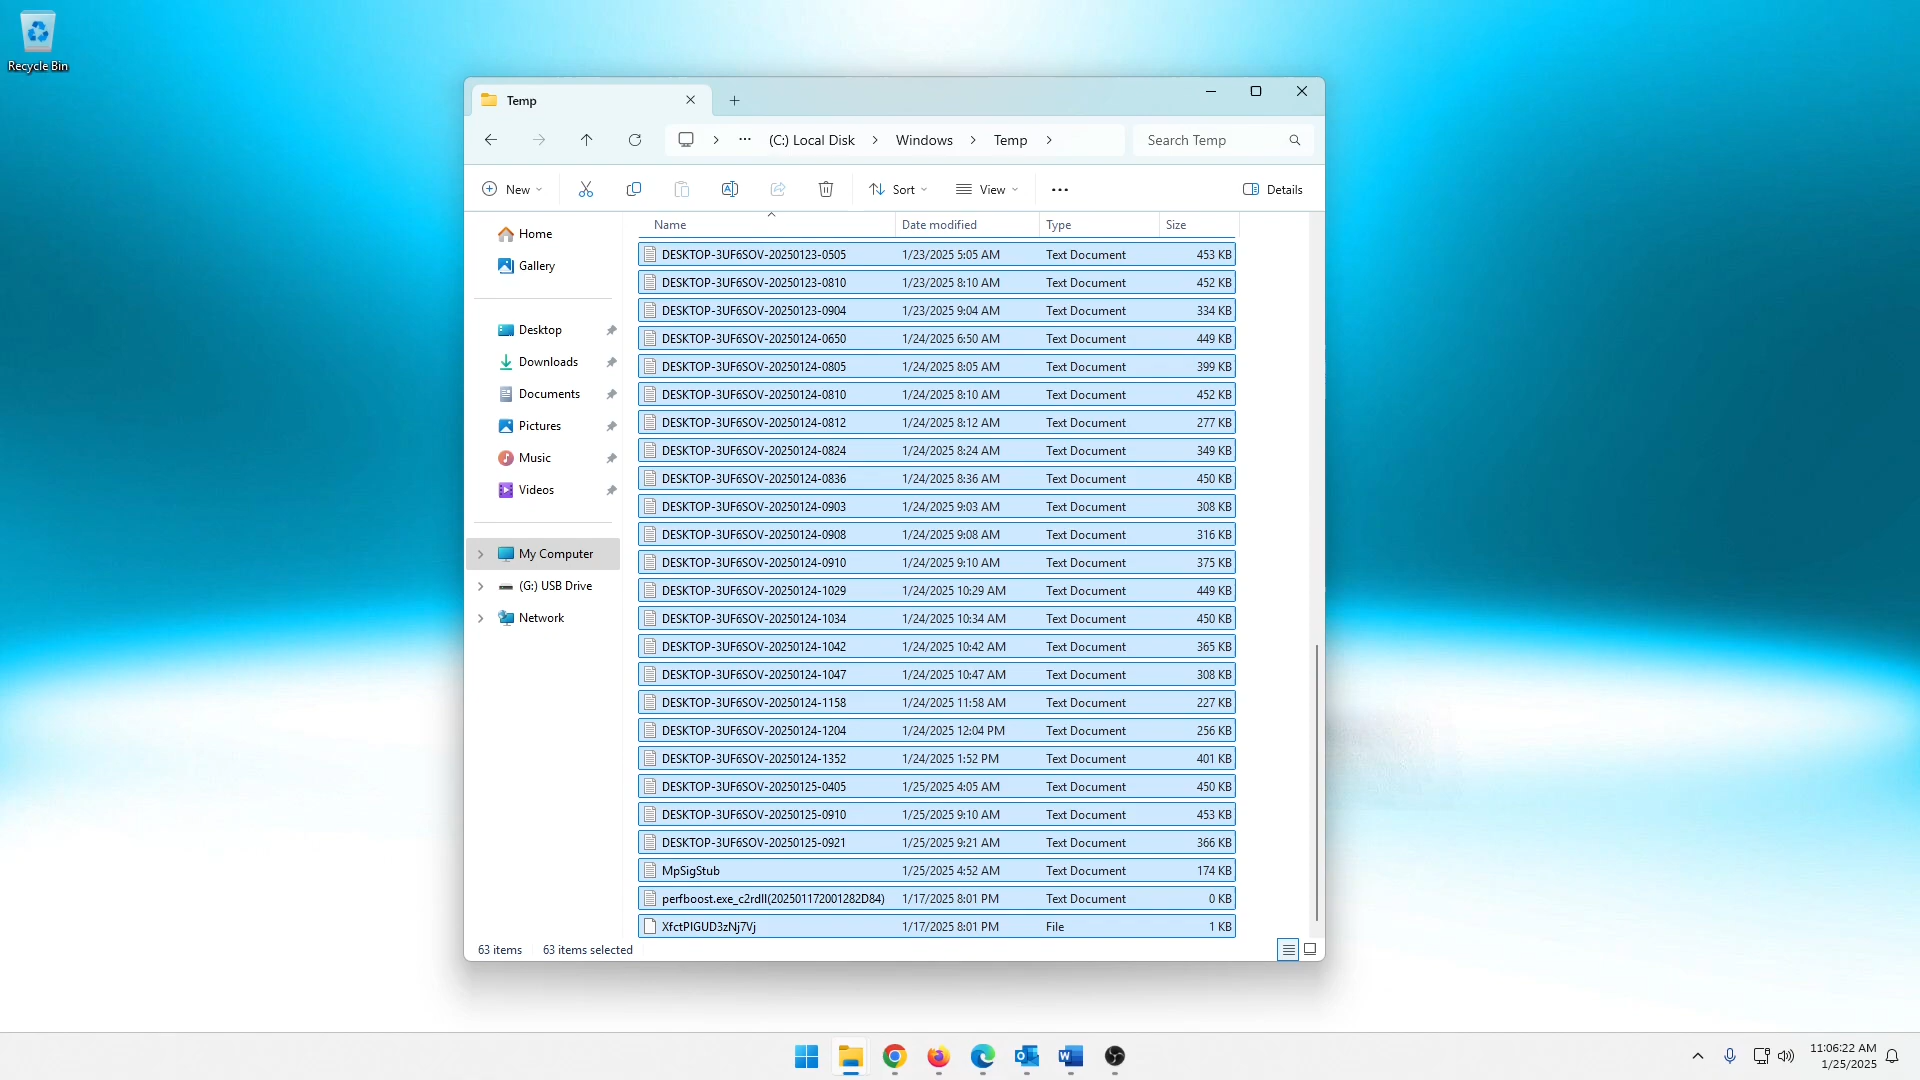 Recycle Bin
Temp
(C:) Local Disk > Windows > Temp >
Search Temp
New
Sort
View
Details
Name Date modified Type Size
Home
Gallery
Desktop
Downloads
Documents
Pictures
Music
Videos
My Computer
(G:) USB Drive
Network
DESKTOP-3UF6SOV-20250123-0505 1/23/2025 5:05 AM Text Document 453 KB
DESKTOP-3UF6SOV-20250123-0810 1/23/2025 8:10 AM Text Document 452 KB
DESKTOP-3UF6SOV-20250123-0904 1/23/2025 9:04 AM Text Document 334 KB
DESKTOP-3UF6SOV-20250124-0650 1/24/2025 6:50 AM Text Document 449 KB
DESKTOP-3UF6SOV-20250124-0805 1/24/2025 8:05 AM Text Document 399 KB
DESKTOP-3UF6SOV-20250124-0810 1/24/2025 8:10 AM Text Document 452 KB
DESKTOP-3UF6SOV-20250124-0812 1/24/2025 8:12 AM Text Document 277 KB
DESKTOP-3UF6SOV-20250124-0824 1/24/2025 8:24 AM Text Document 349 KB
DESKTOP-3UF6SOV-20250124-0836 1/24/2025 8:36 AM Text Document 450 KB
DESKTOP-3UF6SOV-20250124-0903 1/24/2025 9:03 AM Text Document 308 KB
DESKTOP-3UF6SOV-20250124-0908 1/24/2025 9:08 AM Text Document 316 KB
DESKTOP-3UF6SOV-20250124-0910 1/24/2025 9:10 AM Text Document 375 KB
DESKTOP-3UF6SOV-20250124-1029 1/24/2025 10:29 AM Text Document 449 KB
DESKTOP-3UF6SOV-20250124-1034 1/24/2025 10:34 AM Text Document 450 KB
DESKTOP-3UF6SOV-20250124-1042 1/24/2025 10:42 AM Text Document 365 KB
DESKTOP-3UF6SOV-20250124-1047 1/24/2025 10:47 AM Text Document 308 KB
DESKTOP-3UF6SOV-20250124-1158 1/24/2025 11:58 AM Text Document 227 KB
DESKTOP-3UF6SOV-20250124-1204 1/24/2025 12:04 PM Text Document 256 KB
DESKTOP-3UF6SOV-20250124-1352 1/24/2025 1:52 PM Text Document 401 KB
DESKTOP-3UF6SOV-20250125-0405 1/25/2025 4:05 AM Text Document 450 KB
DESKTOP-3UF6SOV-20250125-0910 1/25/2025 9:10 AM Text Document 453 KB
DESKTOP-3UF6SOV-20250125-0921 1/25/2025 9:21 AM Text Document 366 KB
MpSigStub 1/25/2025 4:52 AM Text Document 174 KB
perfboost.exe_c2rdll(202501172001282D84) 1/17/2025 8:01 PM Text Document 0 KB
XfctPIGUD3zNj7Vj 1/17/2025 8:01 PM File 1 KB
63 items 63 items selected
11:06:22 AM
1/25/2025